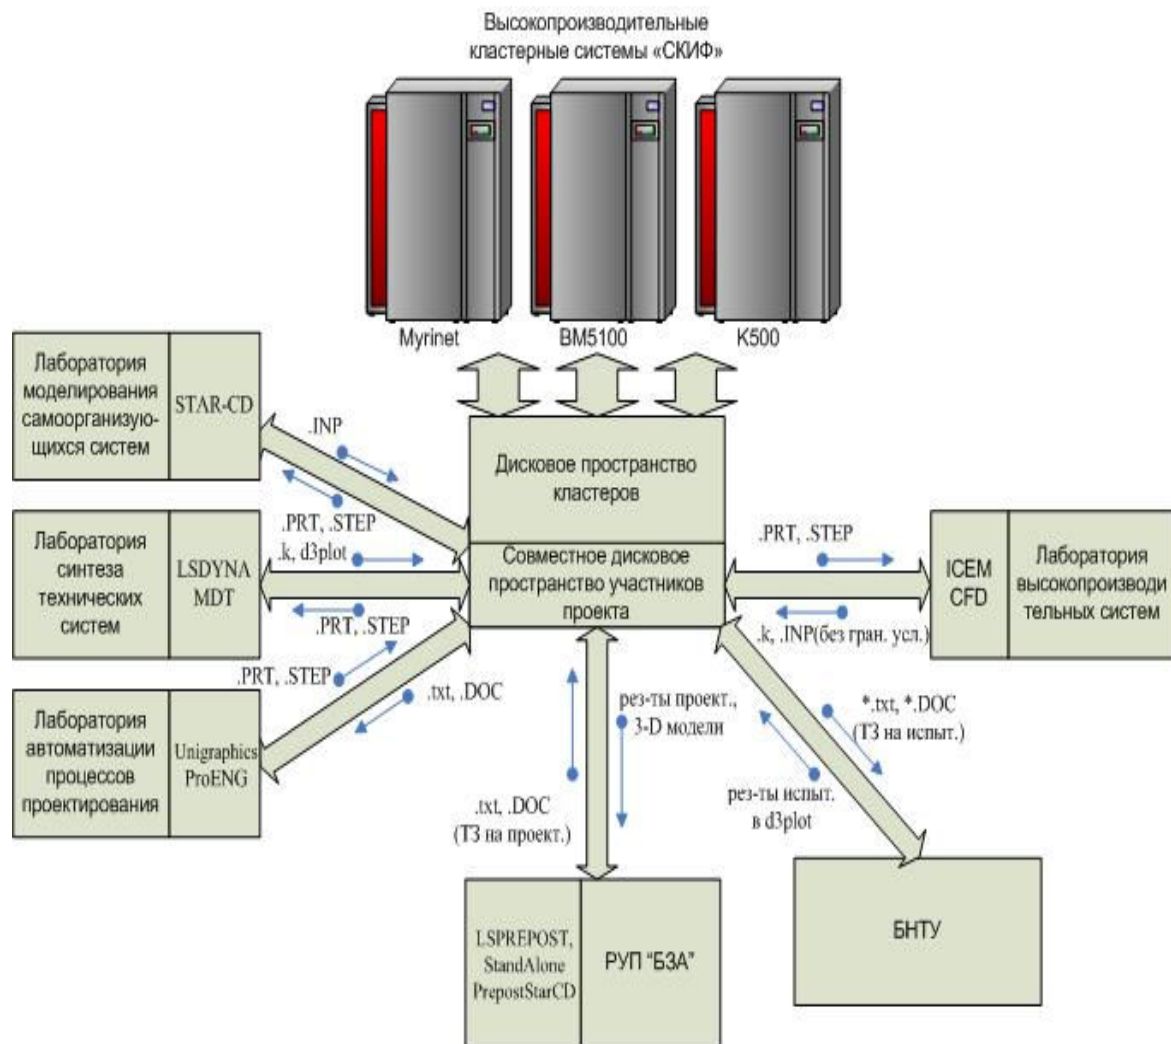 Высокопроизводительные
кластерные системы «СКИФ»
Myrinet
BM5100
K500
Лаборатория
моделирования
самоорганизую-
щихся систем
STAR-CD
.INP
.PRT, .STEP
Дисковое пространство
кластеров
Совместное дисковое
пространство участников
проекта
Лаборатория
синтеза
технических
систем
LSDYNA
MDT
.k, d3plot
.PRT, .STEP
.PRT, .STEP
.k, .INP(без гран. усл.)
ICEM
CFD
Лаборатория
высокопроизводи
тельных систем
Лаборатория
автоматизации
процессов
проектирования
Unigraphics
ProENG
.PRT, .STEP
.txt, .DOC
рез-ты проект.,
3-D модели
.txt, .DOC
(ТЗ на проект.)
*.txt, *.DOC
(ТЗ на испыт.)
рез-ты испыт.
в d3plot
LSPREPOST,
StandAlone
PrepostStarCD
РУП “БЗА”
БНТУ